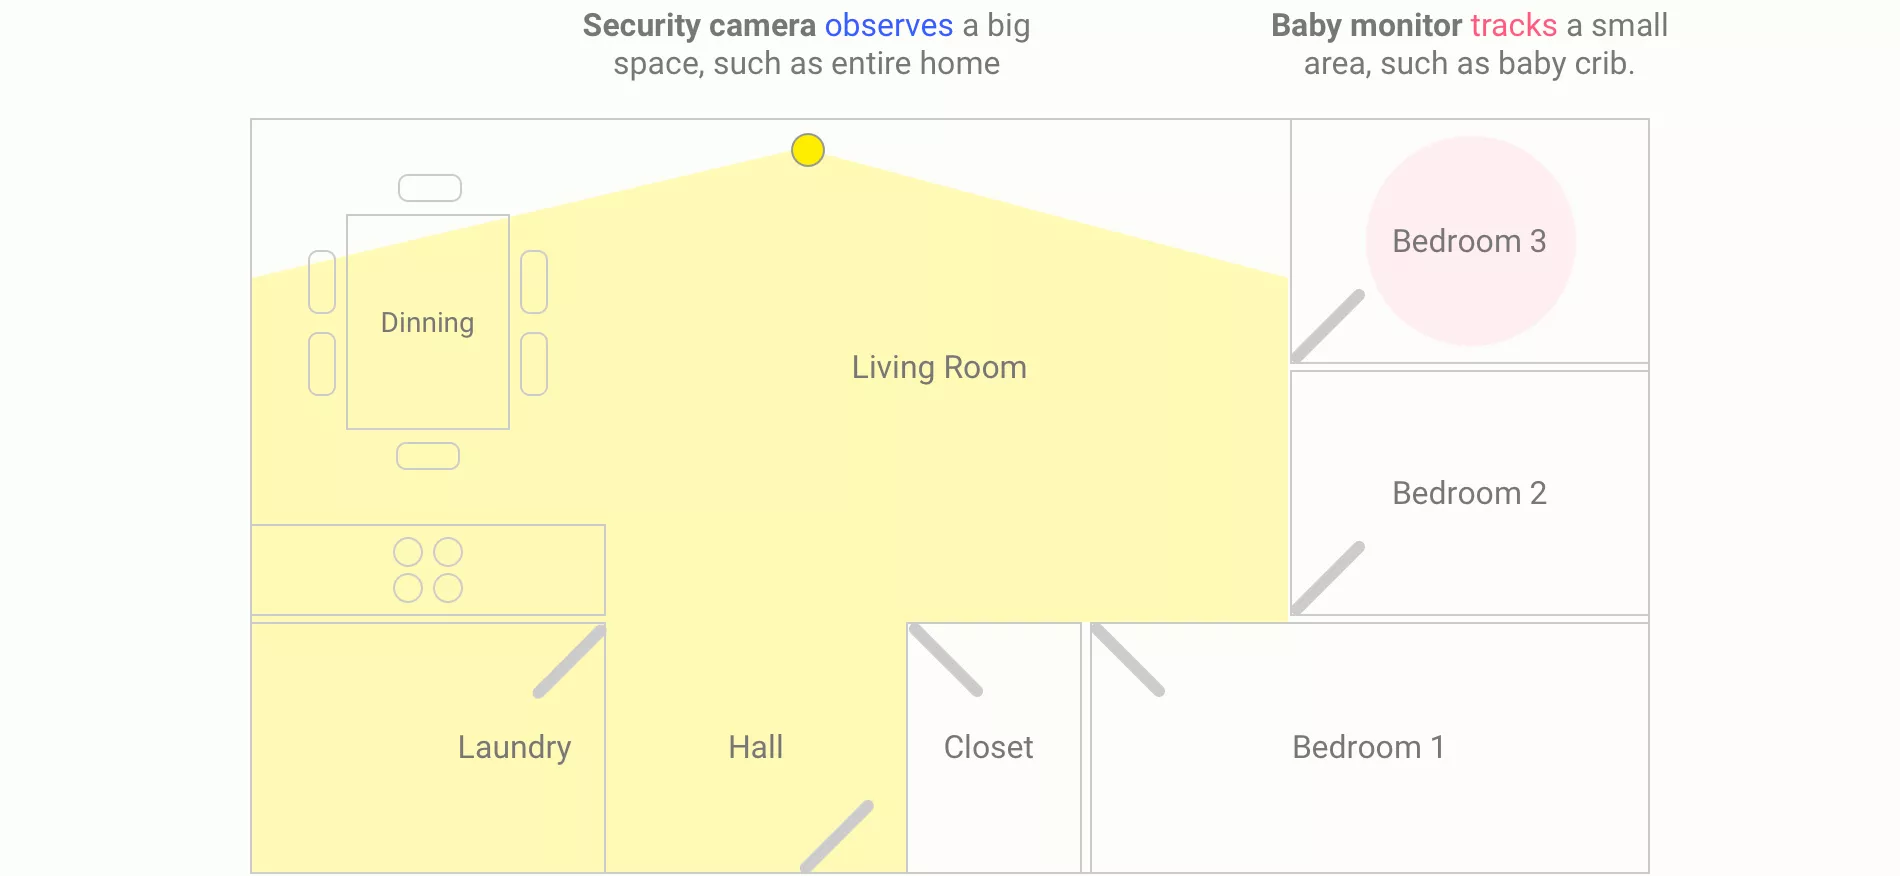 Security camera observes a big
space, such as entire home
Baby monitor tracks a small
area, such as baby crib.
Bedroom 3
Dinning
Living Room
Bedroom 2
Laundry
Hall
Closet
Bedroom 1